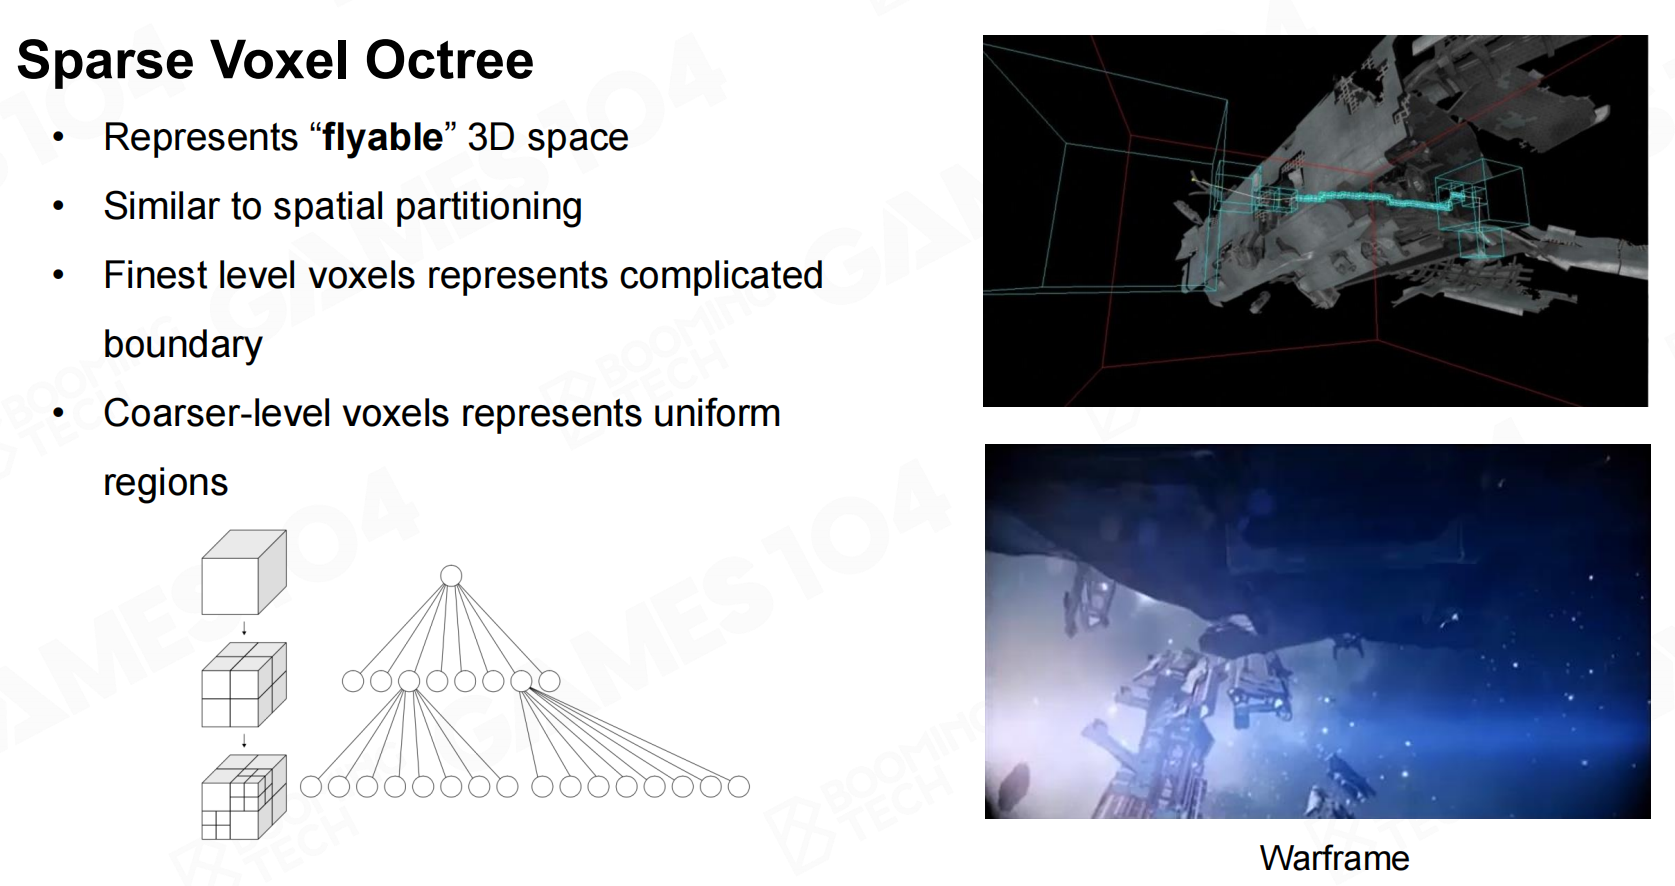 Sparse Voxel Octree
• Represents “flyable” 3D space
• Similar to spatial partitioning
• Finest level voxels represents complicated
boundary
• Coarser-level voxels represents uniform
regions
Warframe
GAMES104
BOOMING
TECH